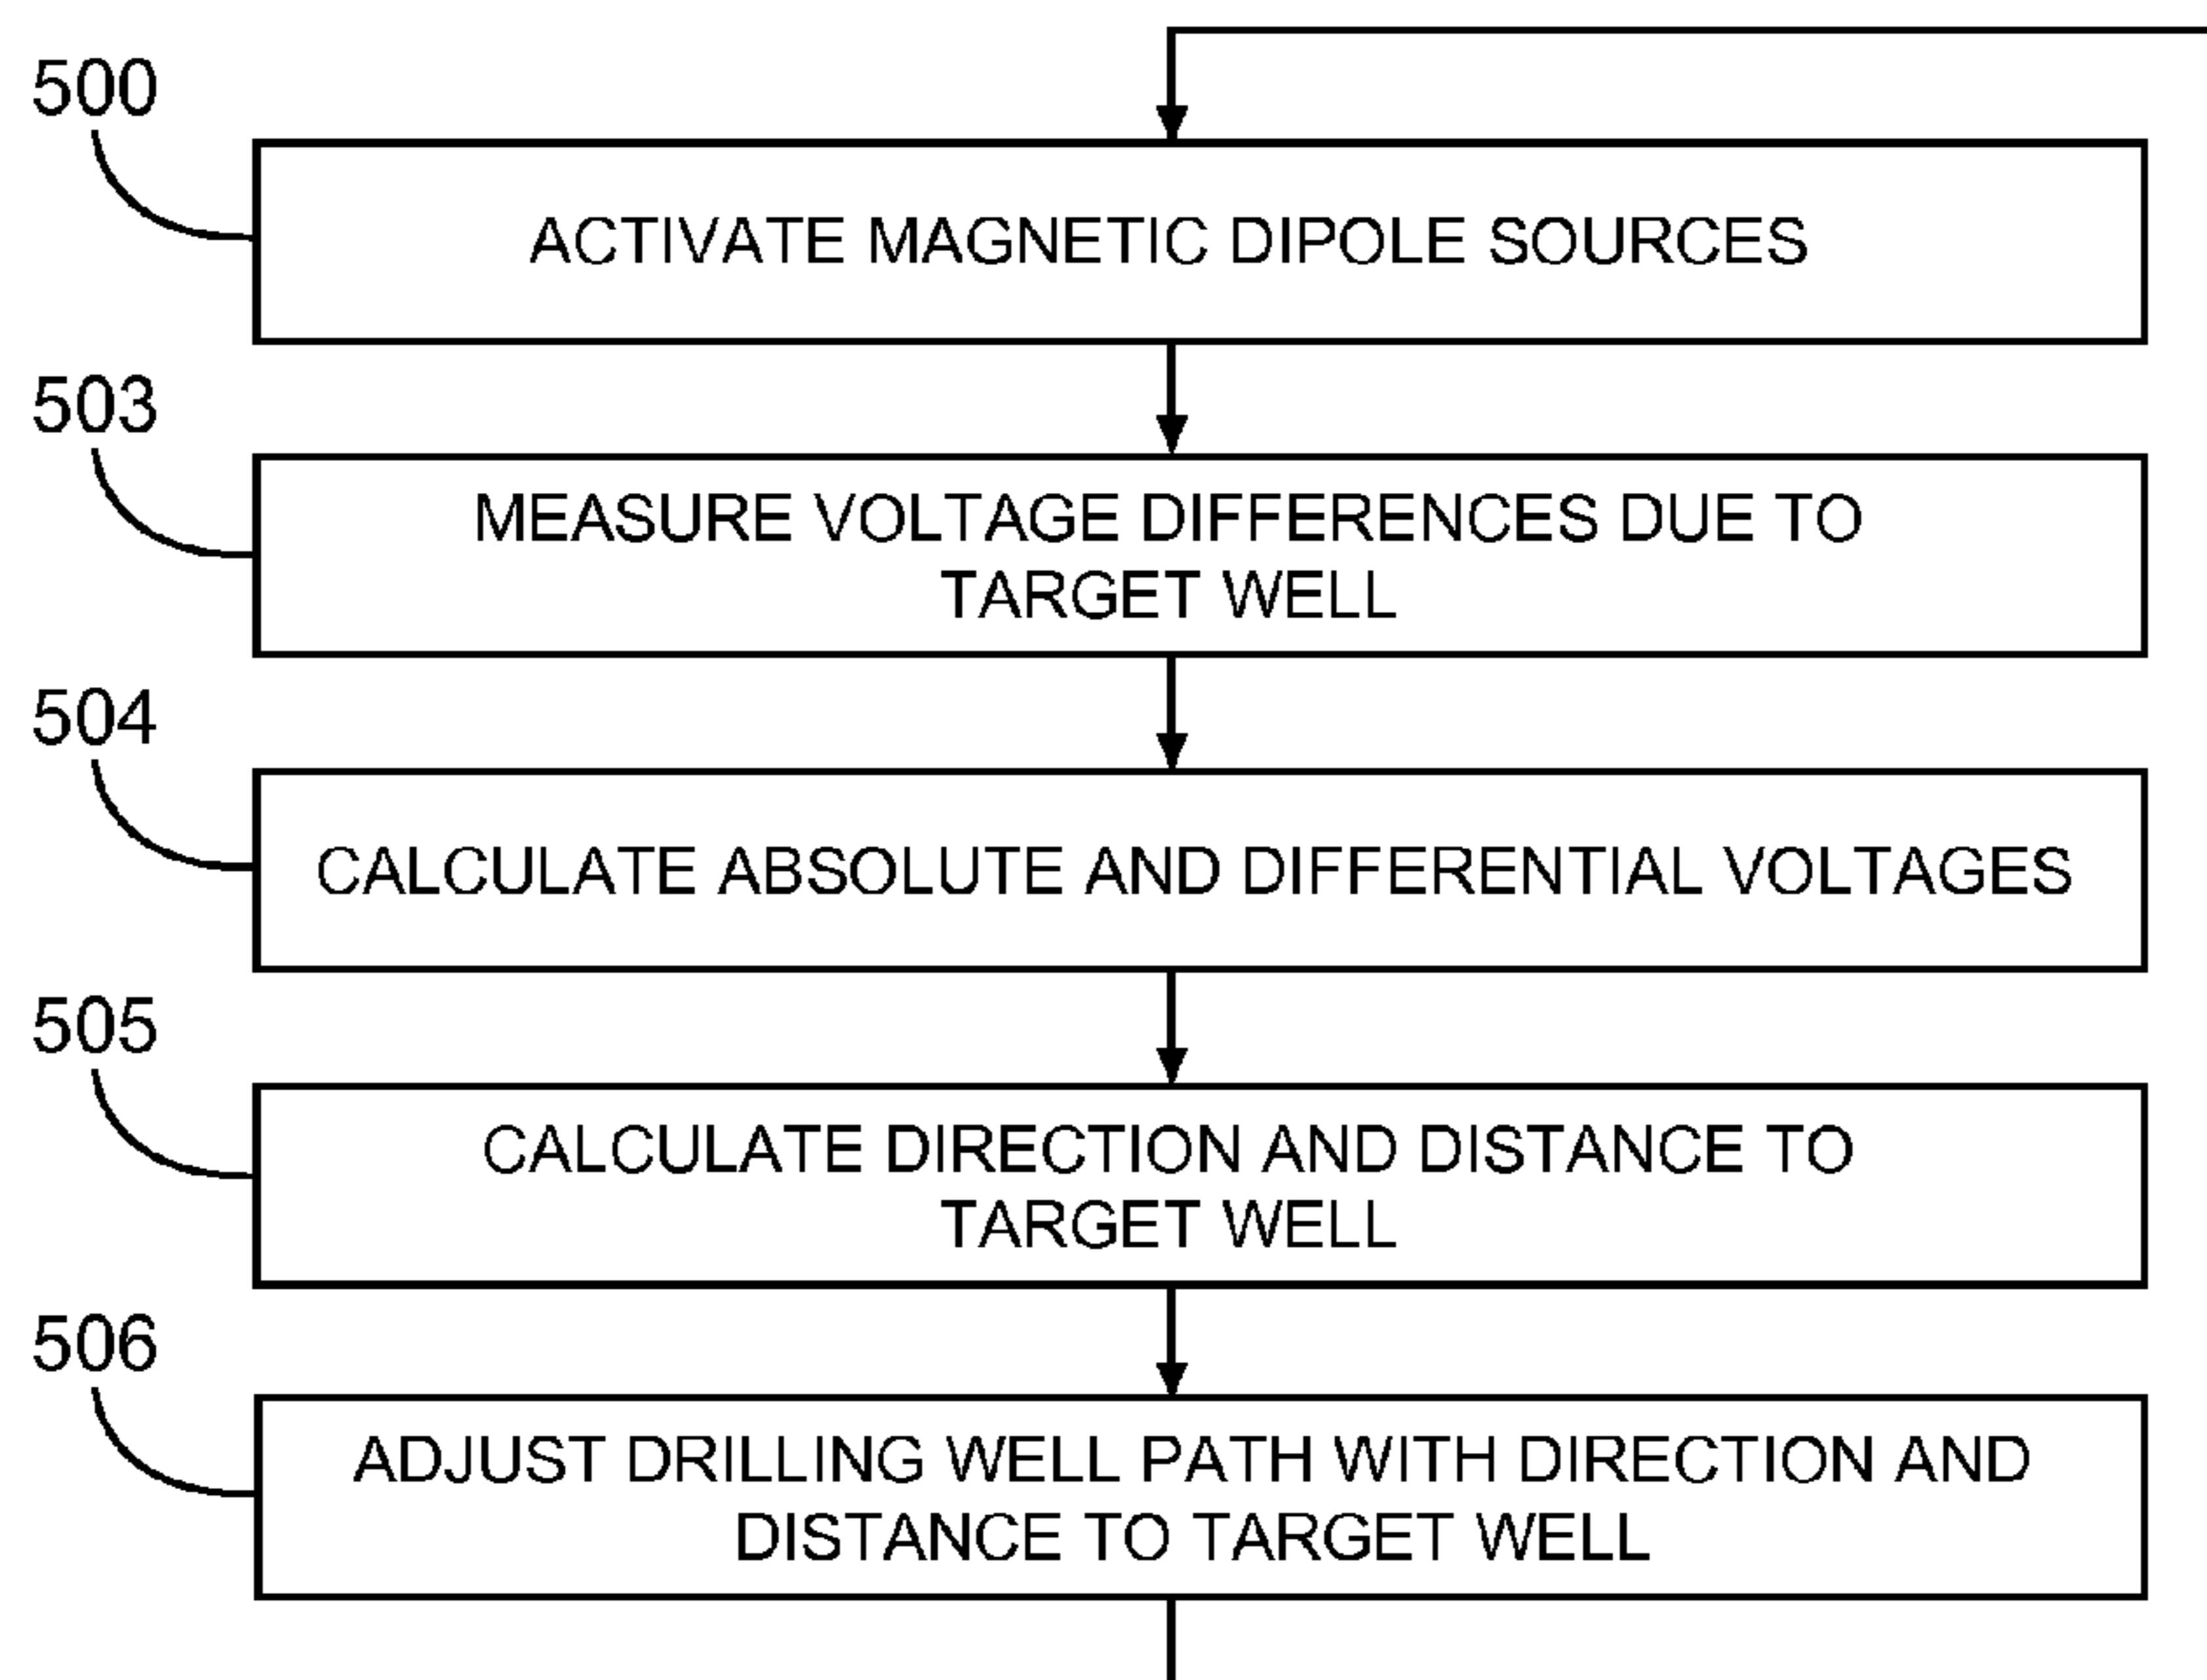 500
ACTIVATE MAGNETIC DIPOLE SOURCES
503
MEASURE VOLTAGE DIFFERENCES DUE TO
TARGET WELL
504
CALCULATE ABSOLUTE AND DIFFERENTIAL VOLTAGES
505
CALCULATE DIRECTION AND DISTANCE TO
TARGET WELL
506
ADJUST DRILLING WELL PATH WITH DIRECTION AND
DISTANCE TO TARGET WELL